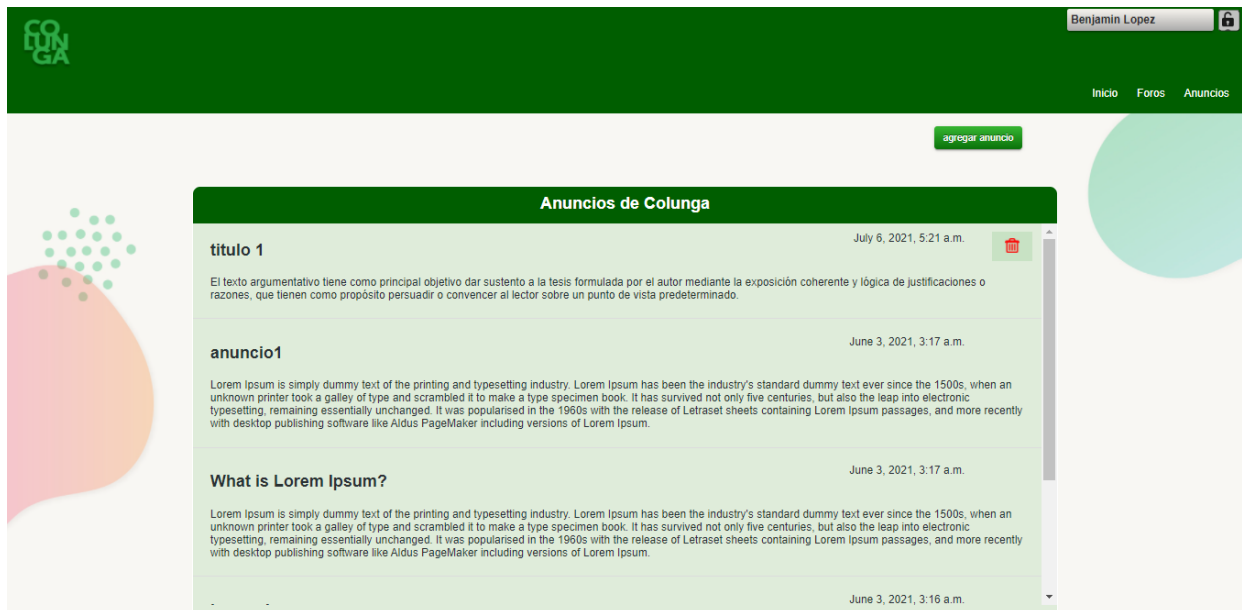 CO
LUN
GA
Benjamin Lopez
Inicio Foros Anuncios
agregar anuncio
Anuncios de Colunga
titulo 1
July 6, 2021, 5:21 a.m.
El texto argumentativo tiene como principal objetivo dar sustento a la tesis formulada por el autor mediante la exposición coherente y lógica de justificaciones o
razones, que tienen como propósito persuadir o convencer al lector sobre un punto de vista predeterminado.
anuncio1
June 3, 2021, 3:17 a.m.
Lorem Ipsum is simply dummy text of the printing and typesetting industry. Lorem Ipsum has been the industry's standard dummy text ever since the 1500s, when an
unknown printer took a galley of type and scrambled it to make a type specimen book. It has survived not only five centuries, but also the leap into electronic
typesetting, remaining essentially unchanged. It was popularised in the 1960s with the release of Letraset sheets containing Lorem Ipsum passages, and more recently
with desktop publishing software like Aldus PageMaker including versions of Lorem Ipsum.
What is Lorem Ipsum?
June 3, 2021, 3:17 a.m.
Lorem Ipsum is simply dummy text of the printing and typesetting industry. Lorem Ipsum has been the industry's standard dummy text ever since the 1500s, when an
unknown printer took a galley of type and scrambled it to make a type specimen book. It has survived not only five centuries, but also the leap into electronic
typesetting, remaining essentially unchanged. It was popularised in the 1960s with the release of Letraset sheets containing Lorem Ipsum passages, and more recently
with desktop publishing software like Aldus PageMaker including versions of Lorem Ipsum.
June 3, 2021, 3:16 a.m.